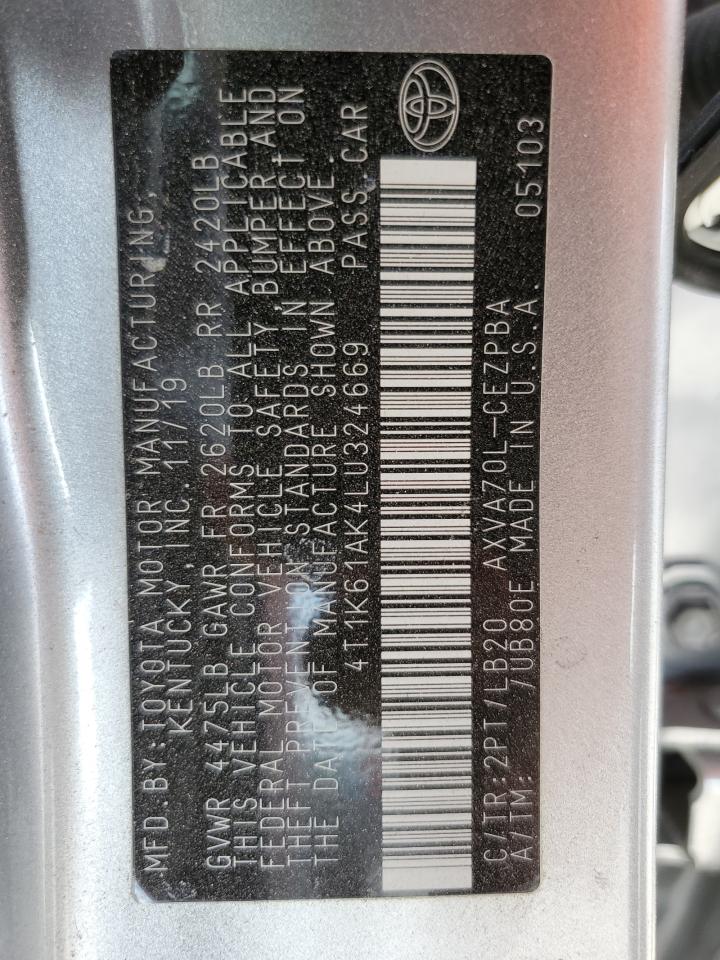 MFD.BY:TOYOTA MOTOR MANUFACTURING,
KENTUCKY,INC.11/19
GVWR 4475LB GAWR FR 2620LB RR 2420LB
THIS VEHICLE CONFORMS TO ALL APPLICABLE
FEDERAL MOTOR VEHICLE SAFETY,BUMPER,AND
THEFT PREVENTION STANDARDS IN EFFECT ON
THE DATE OF MANUFACTURE SHOWN ABOVE.
4T1K61AK4LU324669 PASS.CAR
C/TR:2PT/LB20 AXVA70L-CEZPBA
A/TM: /UB80E MADE IN U.S.A. 05103